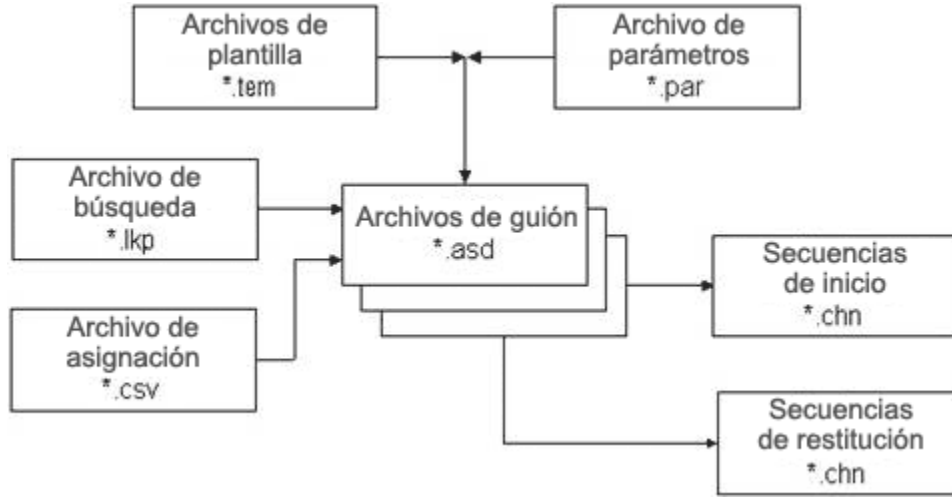 Archivos de
plantilla
*.tem
Archivo de
parámetros
*.par
Archivo de
búsqueda
*.lkp
Archivos de guión
*.asd
Secuencias
de inicio
*.chn
Archivo de
asignación
*.csv
Secuencias
de restitución
*.chn